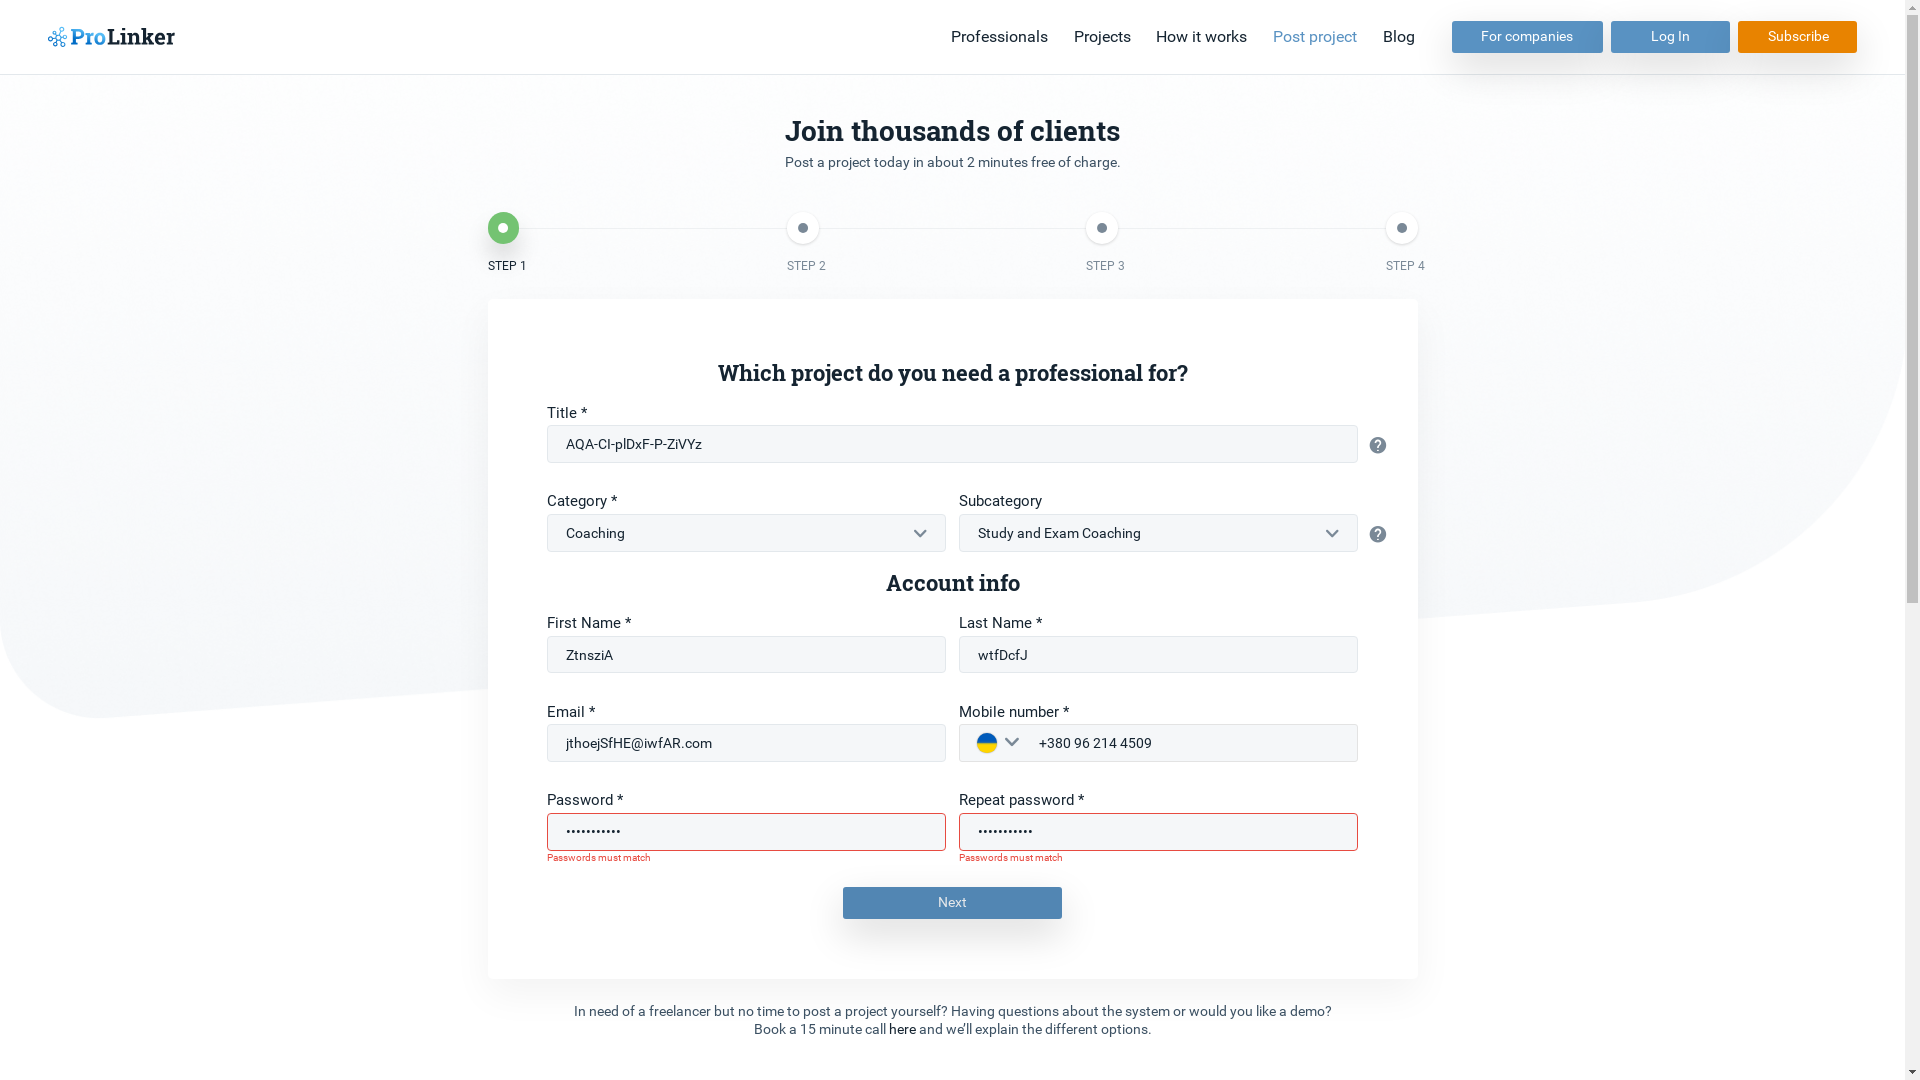 ProLinker
Professionals Projects How it works Post project Blog For companies Log In Subscribe
Join thousands of clients
Post a project today in about 2 minutes free of charge.
STEP 1 STEP 2 STEP 3 STEP 4
Which project do you need a professional for?
Title *
AQA-CI-plDxF-P-ZiVYz
Category * Subcategory
Coaching Study and Exam Coaching
Account info
First Name * Last Name *
ZtnsziA wtfDcfJ
Email * Mobile number *
jthoejSfHE@iwfAR.com +380 96 214 4509
Password * Repeat password *
••••••••••• •••••••••••
Passwords must match Passwords must match
Next
In need of a freelancer but no time to post a project yourself? Having questions about the system or would you like a demo?
Book a 15 minute call here and we’ll explain the different options.